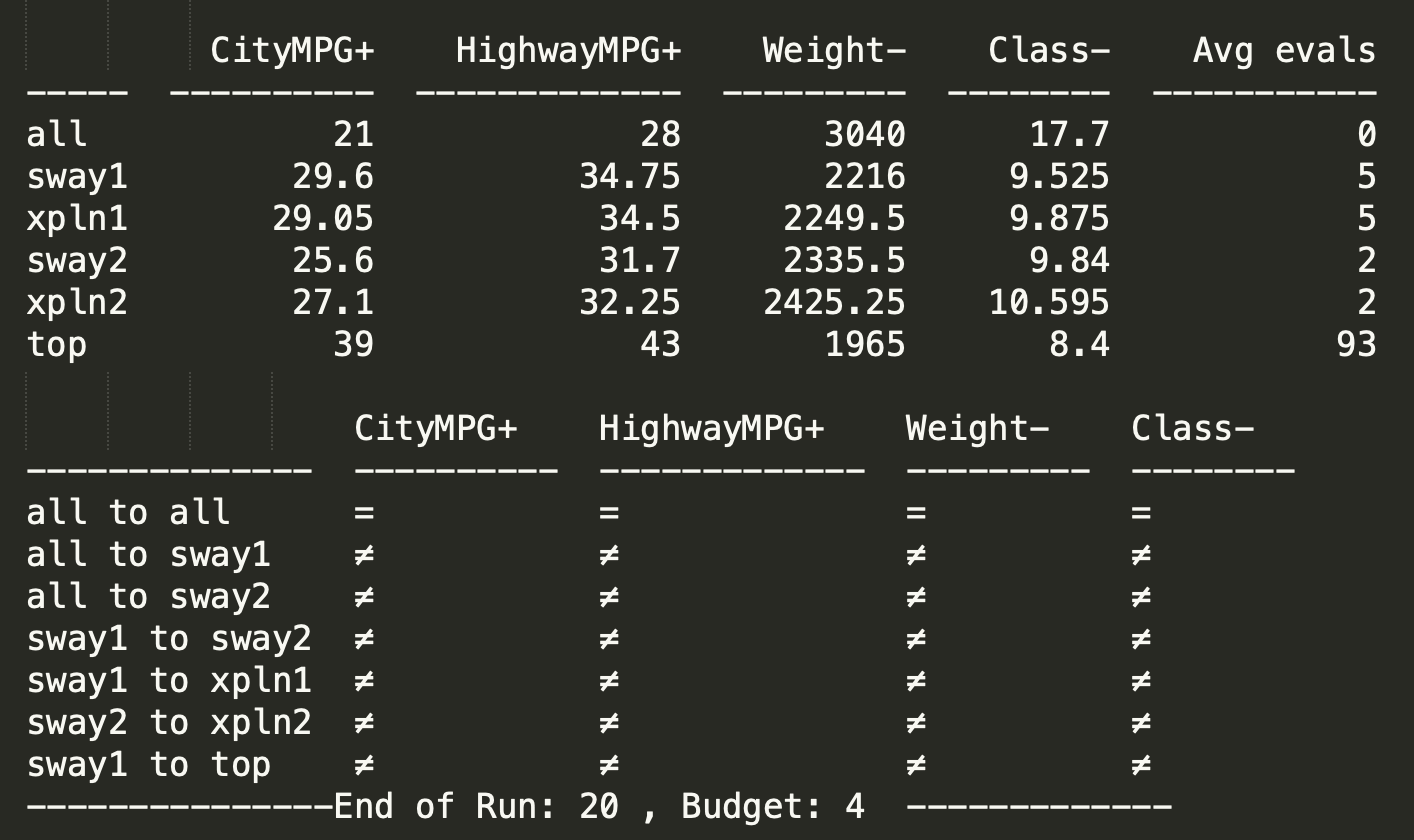 CityMPG+ HighwayMPG+ Weight- Class- Avg evals
----- ---------- ------------- --------- -------- -----------
all 21 28 3040 17.7 0
sway1 29.6 34.75 2216 9.525 5
xpln1 29.05 34.5 2249.5 9.875 5
sway2 25.6 31.7 2335.5 9.84 2
xpln2 27.1 32.25 2425.25 10.595 2
top 39 43 1965 8.4 93
CityMPG+ HighwayMPG+ Weight- Class-
-------------- ---------- ------------- --------- --------
all to all = = = =
all to sway1 ≠ ≠ ≠ ≠
all to sway2 ≠ ≠ ≠ ≠
sway1 to sway2 ≠ ≠ ≠ ≠
sway1 to xpln1 ≠ ≠ ≠ ≠
sway2 to xpln2 ≠ ≠ ≠ ≠
sway1 to top ≠ ≠ ≠ ≠
---------------End of Run: 20 , Budget: 4 -------------